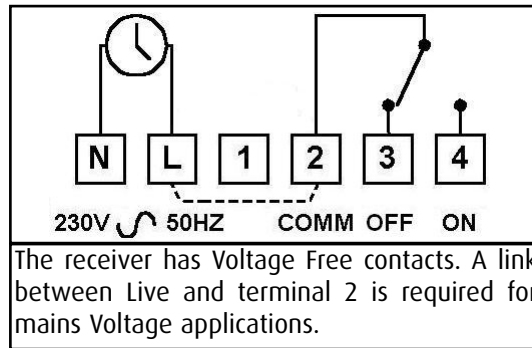 N L 1 2 3 4
230V 50HZ COMM OFF ON
The receiver has Voltage Free contacts. A link
between Live and terminal 2 is required for
mains Voltage applications.